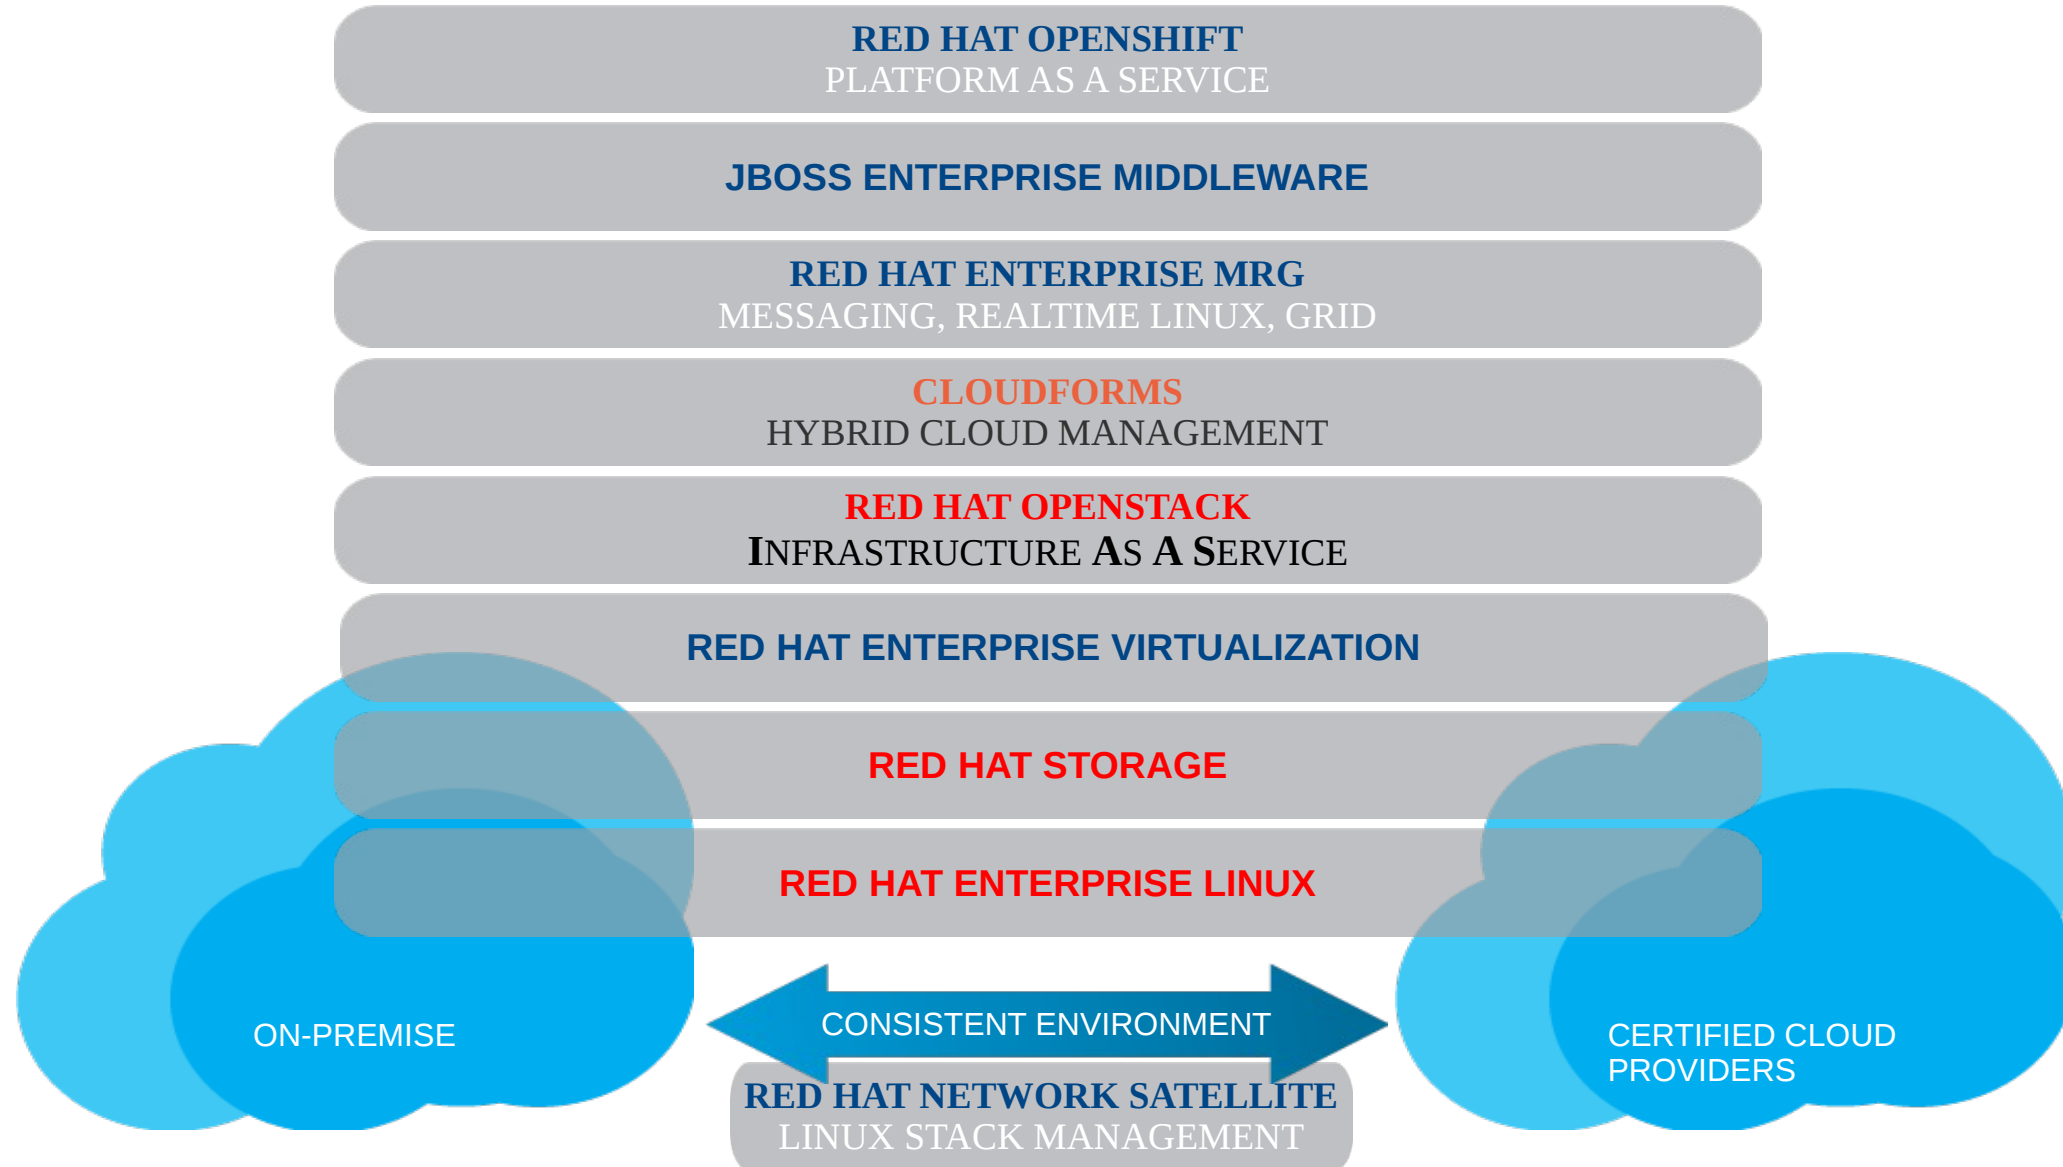 RED HAT OPENSHIFT
PLATFORM AS A SERVICE
JBOSS ENTERPRISE MIDDLEWARE
RED HAT ENTERPRISE MRG
MESSAGING, REALTIME LINUX, GRID
CLOUDFORMS
HYBRID CLOUD MANAGEMENT
RED HAT OPENSTACK
INFRASTRUCTURE AS A SERVICE
RED HAT ENTERPRISE VIRTUALIZATION
RED HAT STORAGE
RED HAT ENTERPRISE LINUX
ON-PREMISE
CONSISTENT ENVIRONMENT
CERTIFIED CLOUD
PROVIDERS
RED HAT NETWORK SATELLITE
LINUX STACK MANAGEMENT